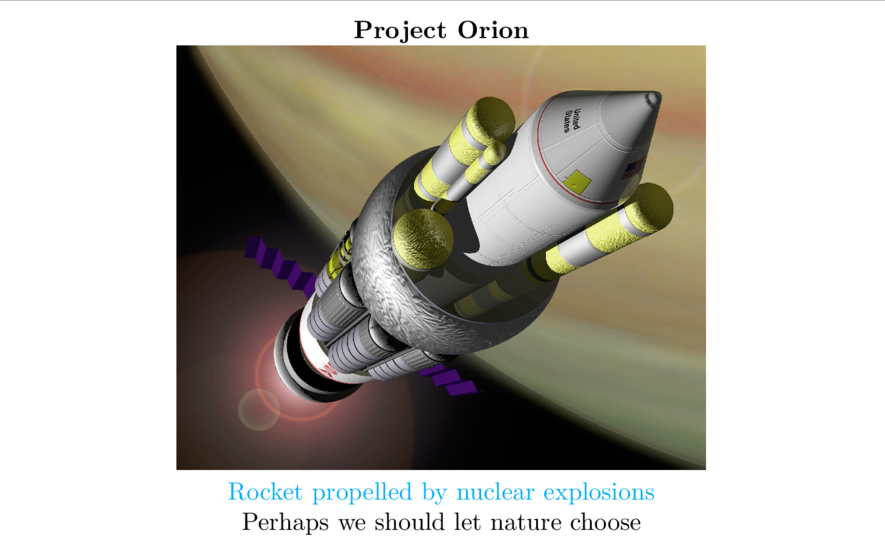 Project Orion
United
States
Rocket propelled by nuclear explosions
Perhaps we should let nature choose